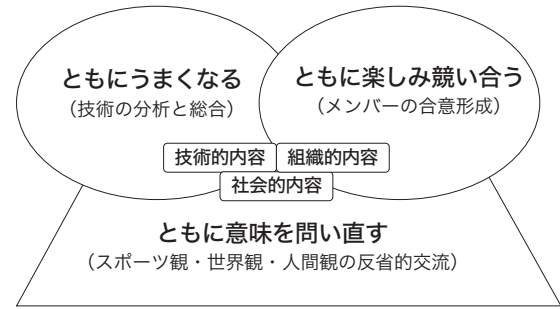 ともにうまくなる
(技術の分析と総合)
ともに楽しみ競い合う
(メンバーの合意形成)
技術的内容
組織的内容
社会的内容
ともに意味を問い直す
(スポーツ観・世界観・人間観の反省的交流)